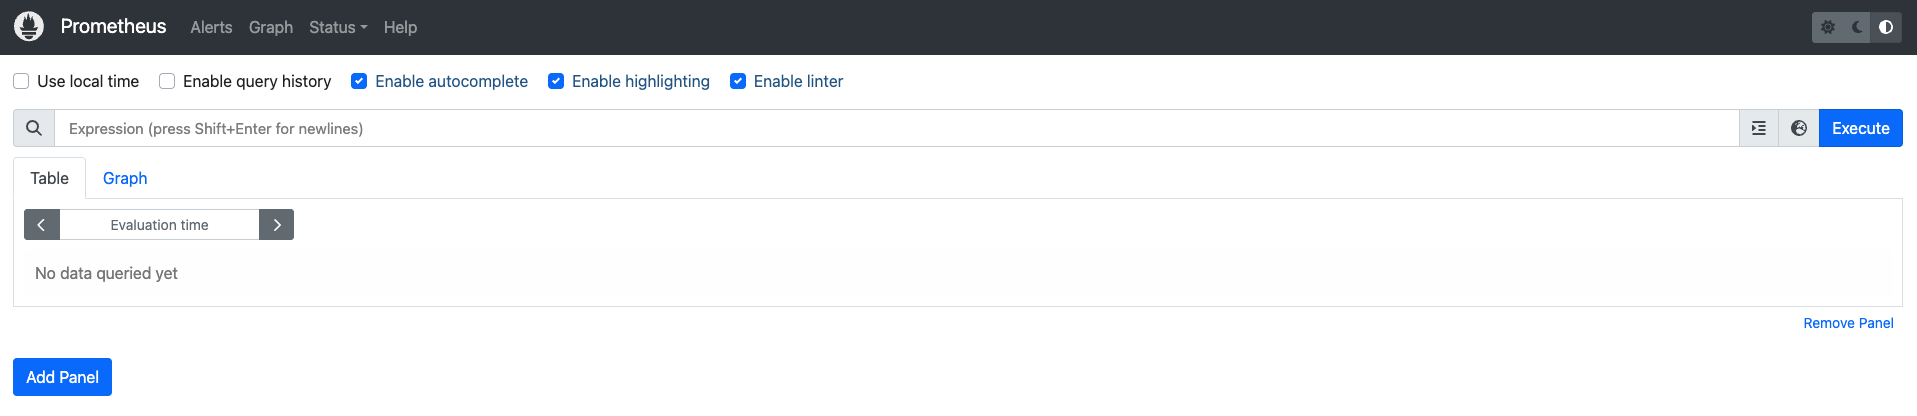 Prometheus Alerts Graph Status Help
Use local time Enable query history Enable autocomplete Enable highlighting Enable linter
Expression (press Shift+Enter for newlines) Execute
Table Graph
Evaluation time
No data queried yet
Remove Panel
Add Panel